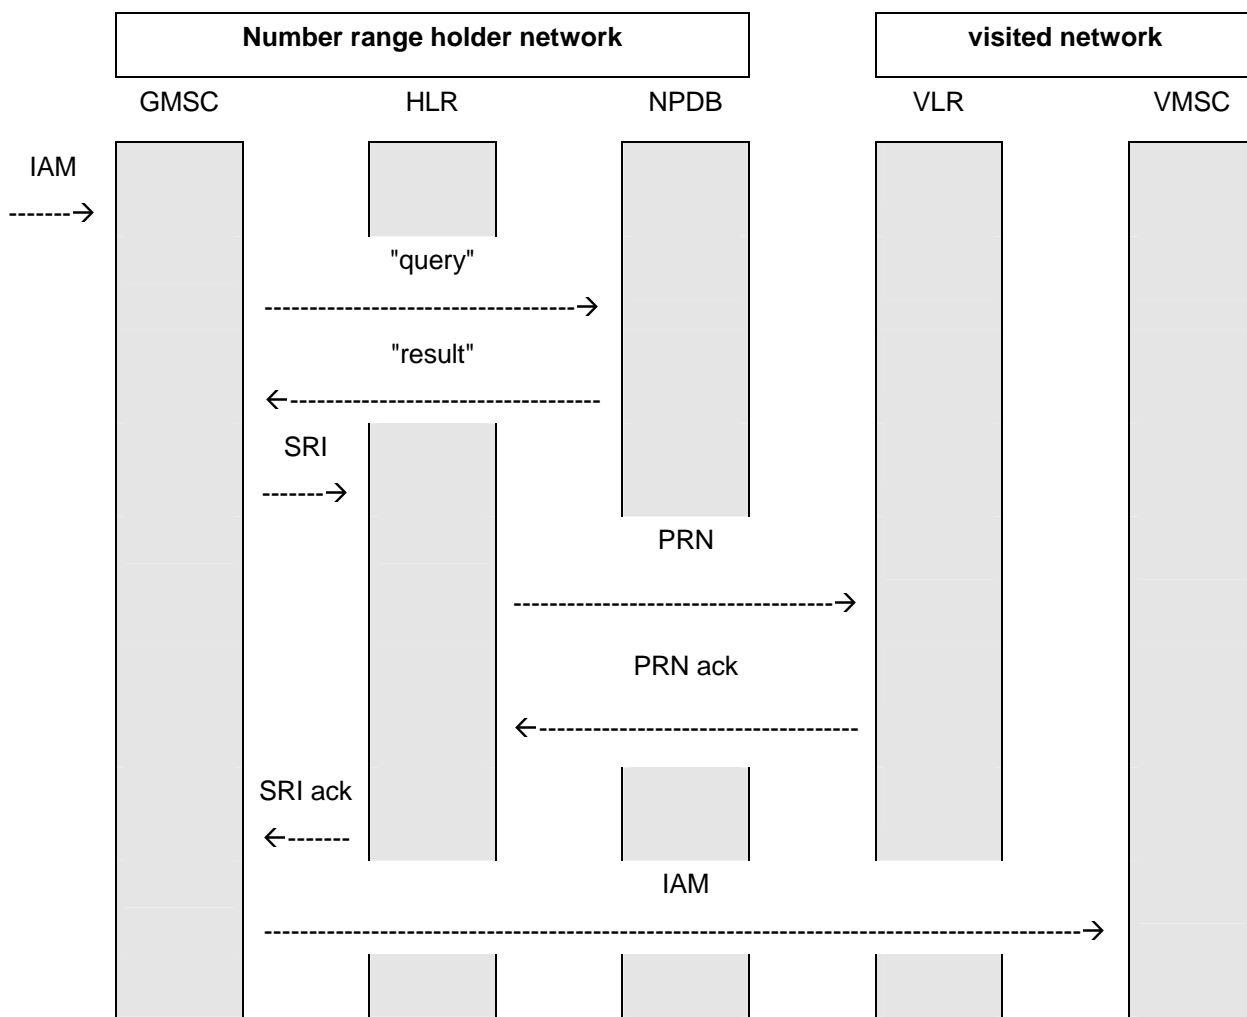 Number range holder network
visited network
GMSC
HLR
NPDB
VLR
VMSC
IAM
"query"
"result"
SRI
PRN
PRN ack
SRI ack
IAM